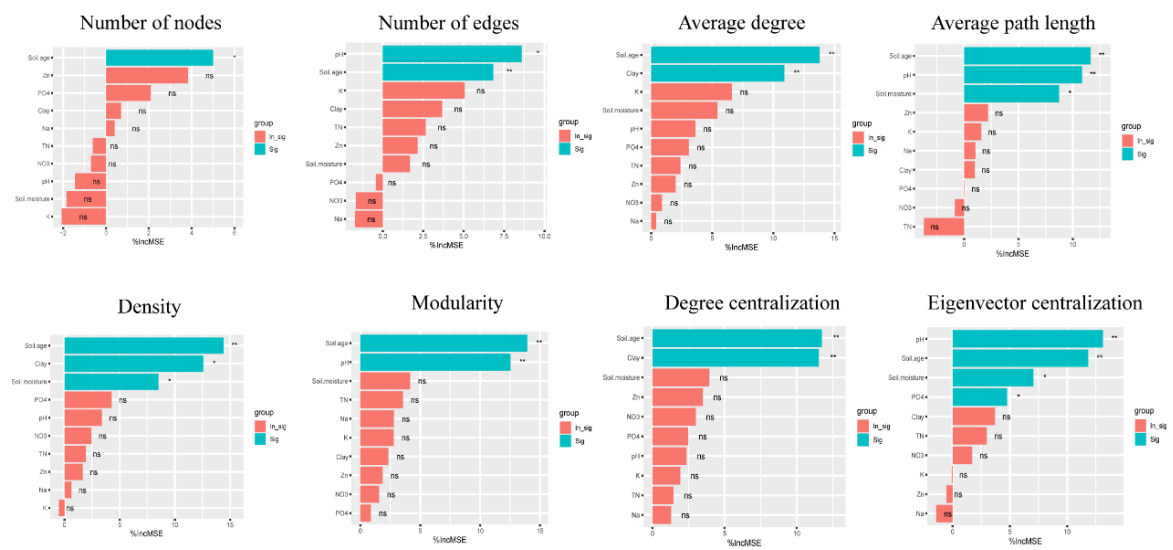 Number of nodes
Soil.age
*
Zn
ns
PO4
ns
Clay
ns
Na
ns
TN
ns
NO3
ns
pH
ns
Soil.moisture
ns
K
ns
−2
0
2
4
6
%IncMSE
group
In_sig
Sig
Number of edges
pH
*
Soil.age
**
K
ns
Clay
ns
TN
ns
Zn
ns
Soil.moisture
ns
PO4
ns
NO3
ns
Na
ns
0.0
2.5
5.0
7.5
10.0
%IncMSE
group
In_sig
Sig
Average degree
Soil.age
**
Clay
**
K
ns
Soil.moisture
ns
pH
ns
PO4
ns
TN
ns
Zn
ns
NO3
ns
Na
ns
0
5
10
15
%IncMSE
group
In_sig
Sig
Average path length
Soil.age
**
pH
**
Soil.moisture
*
Zn
ns
K
ns
Na
ns
Clay
ns
PO4
ns
NO3
ns
TN
ns
0
5
10
%IncMSE
group
In_sig
Sig
Density
Soil.age
**
Clay
*
Soil.moisture
*
PO4
ns
pH
ns
NO3
ns
TN
ns
Zn
ns
Na
ns
K
ns
0
5
10
15
%IncMSE
group
In_sig
Sig
Modularity
Soil.age
**
pH
**
Soil.moisture
ns
TN
ns
Na
ns
K
ns
Clay
ns
Zn
ns
NO3
ns
PO4
ns
0
5
10
15
%IncMSE
group
In_sig
Sig
Degree centralization
Soil.age
**
Clay
**
Soil.moisture
ns
Zn
ns
NO3
ns
PO4
ns
pH
ns
K
ns
TN
ns
Na
ns
0
5
10
%IncMSE
group
In_sig
Sig
Eigenvector centralization
pH
**
Soil.age
**
Soil.moisture
*
PO4
*
Clay
ns
TN
ns
NO3
ns
K
ns
Zn
ns
Na
ns
0
5
10
%IncMSE
group
In_sig
Sig